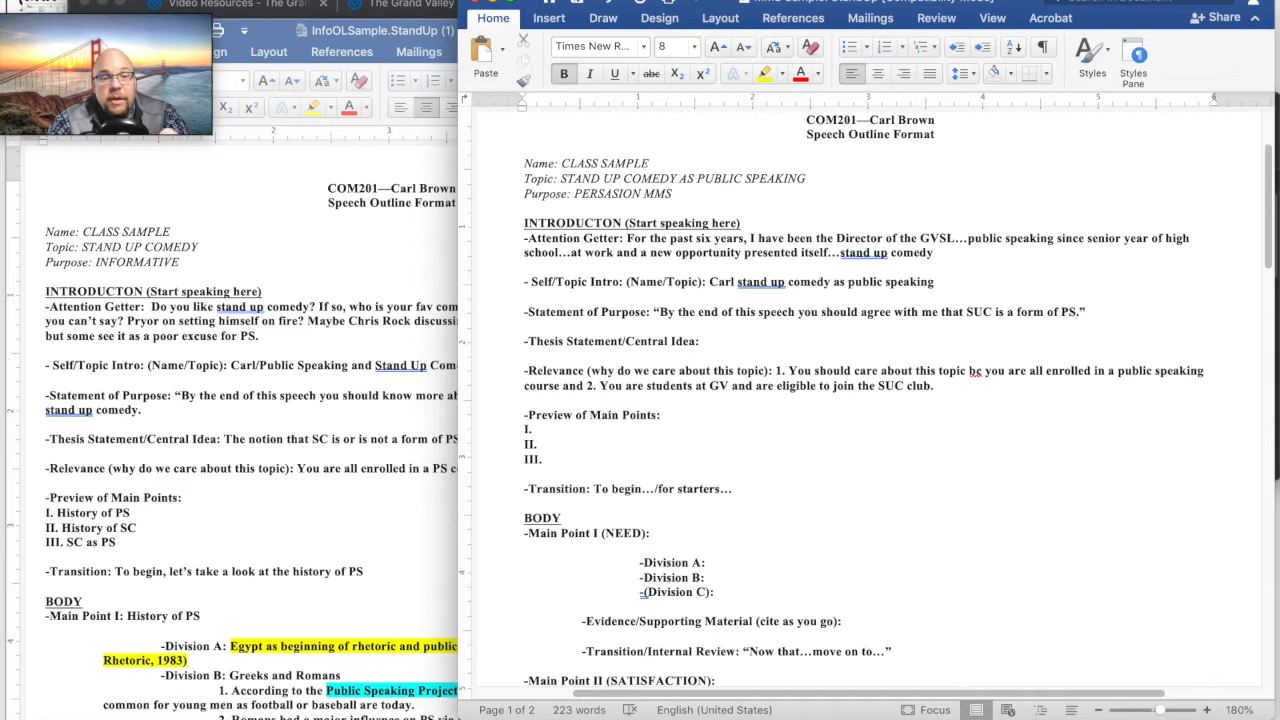 Video Resources - The Gran
The Grand Valley
InfoOLSample.StandUp (1)
Design
Layout
References
Mailings
Home
Insert
Draw
Design
Layout
References
Mailings
Review
View
Acrobat
Share
Paste
Times New R...
8
Styles
Styles
Pane
COM201—Carl Brown
Speech Outline Format
Name: CLASS SAMPLE
Topic: STAND UP COMEDY
Purpose: INFORMATIVE
INTRODUCTON (Start speaking here)
-Attention Getter: Do you like stand up comedy? If so, who is your fav com
you can't say? Pryor on setting himself on fire? Maybe Chris Rock discussin
but some see it as a poor excuse for PS.
- Self/Topic Intro: (Name/Topic): Carl/Public Speaking and Stand Up Com
-Statement of Purpose: “By the end of this speech you should know more ab
stand up comedy.
-Thesis Statement/Central Idea: The notion that SC is or is not a form of PS
-Relevance (why do we care about this topic): You are all enrolled in a PS c
-Preview of Main Points:
I. History of PS
II. History of SC
III. SC as PS
-Transition: To begin, let’s take a look at the history of PS
BODY
-Main Point I: History of PS
-Division A: Egypt as beginning of rhetoric and public
Rhetoric, 1983)
-Division B: Greeks and Romans
1. According to the Public Speaking Project
common for young men as football or baseball are today.
2. Romans had a major influence on PS via
COM201—Carl Brown
Speech Outline Format
Name: CLASS SAMPLE
Topic: STAND UP COMEDY AS PUBLIC SPEAKING
Purpose: PERSASION MMS
INTRODUCTON (Start speaking here)
-Attention Getter: For the past six years, I have been the Director of the GVSL…public speaking since senior year of high
school…at work and a new opportunity presented itself…stand up comedy
- Self/Topic Intro: (Name/Topic): Carl stand up comedy as public speaking
-Statement of Purpose: “By the end of this speech you should agree with me that SUC is a form of PS.”
-Thesis Statement/Central Idea:
-Relevance (why do we care about this topic): 1. You should care about this topic bc you are all enrolled in a public speaking
course and 2. You are students at GV and are eligible to join the SUC club.
-Preview of Main Points:
I.
II.
III.
-Transition: To begin…/for starters…
BODY
-Main Point I (NEED):
-Division A:
-Division B:
-(Division C):
-Evidence/Supporting Material (cite as you go):
-Transition/Internal Review: “Now that…move on to…”
-Main Point II (SATISFACTION):
Page 1 of 2
223 words
English (United States)
Focus
180%